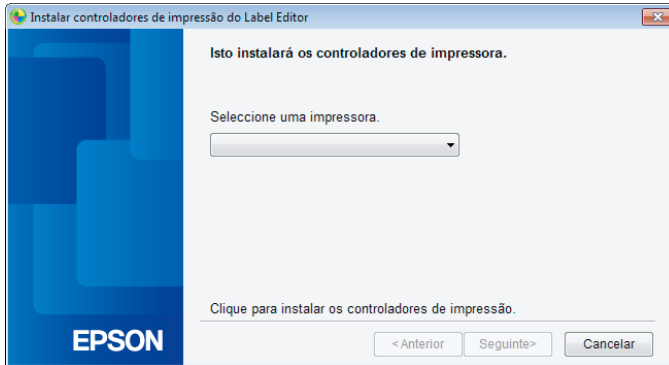 Instalar controladores de impressão do Label Editor
Isto instalará os controladores de impressora.
Seleccione uma impressora.
Clique para instalar os controladores de impressão.
EPSON
<Anterior
Seguinte>
Cancelar